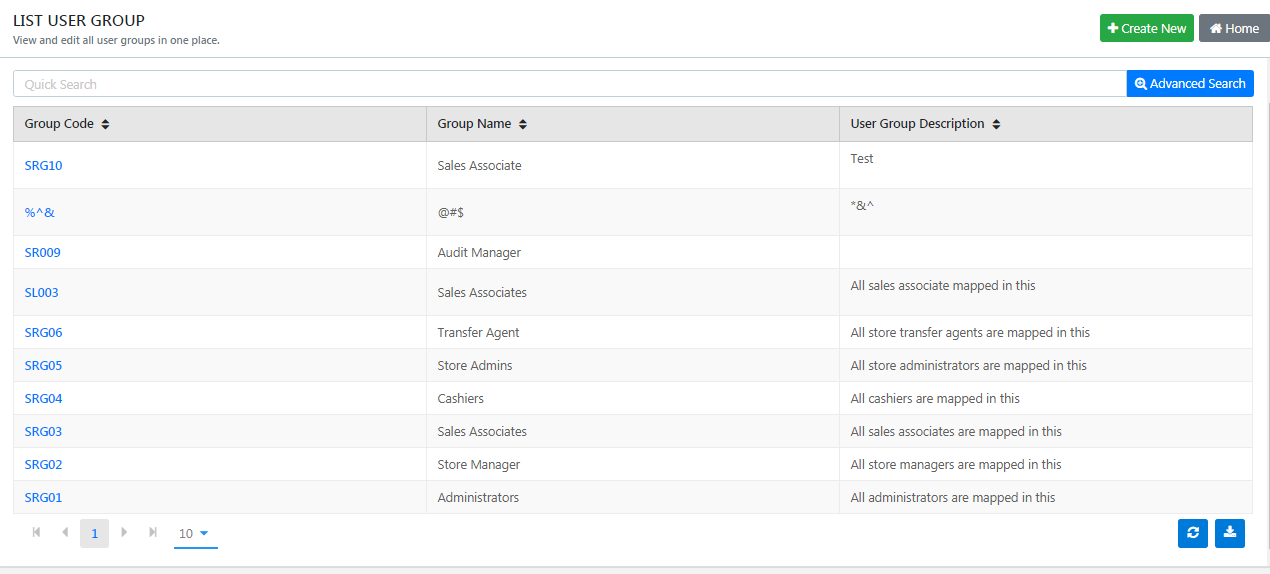 LIST USER GROUP
View and edit all user groups in one place.
Create New Home
Quick Search Advanced Search
Group Code Group Name User Group Description
SRG10 Sales Associate Test
%^& @#$ *&^
SR009 Audit Manager
SL003 Sales Associates All sales associate mapped in this
SRG06 Transfer Agent All store transfer agents are mapped in this
SRG05 Store Admins All store administrators are mapped in this
SRG04 Cashiers All cashiers are mapped in this
SRG03 Sales Associates All sales associates are mapped in this
SRG02 Store Manager All store managers are mapped in this
SRG01 Administrators All administrators are mapped in this
1 10